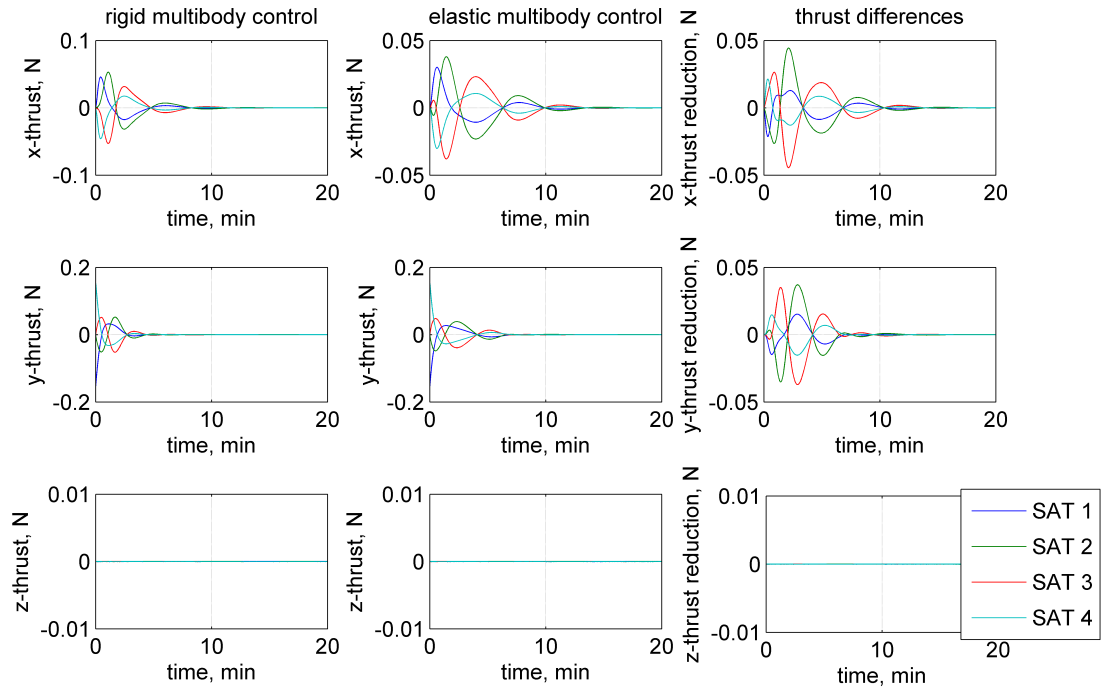 rigid multibody control
elastic multibody control
thrust differences
0.1
0
-0.1
x-thrust, N
0 10 20
time, min
0.05
0
-0.05
x-thrust, N
0 10 20
time, min
0.05
0
-0.05
x-thrust reduction, N
0 10 20
time, min
0.2
0
-0.2
y-thrust, N
0 10 20
time, min
0.2
0
-0.2
y-thrust, N
0 10 20
time, min
0.05
0
-0.05
y-thrust reduction, N
0 10 20
time, min
0.01
0
-0.01
z-thrust, N
0 10 20
time, min
0.01
0
-0.01
z-thrust, N
0 10 20
time, min
0.01
0
-0.01
z-thrust reduction, N
0 10 20
time, min
SAT 1
SAT 2
SAT 3
SAT 4